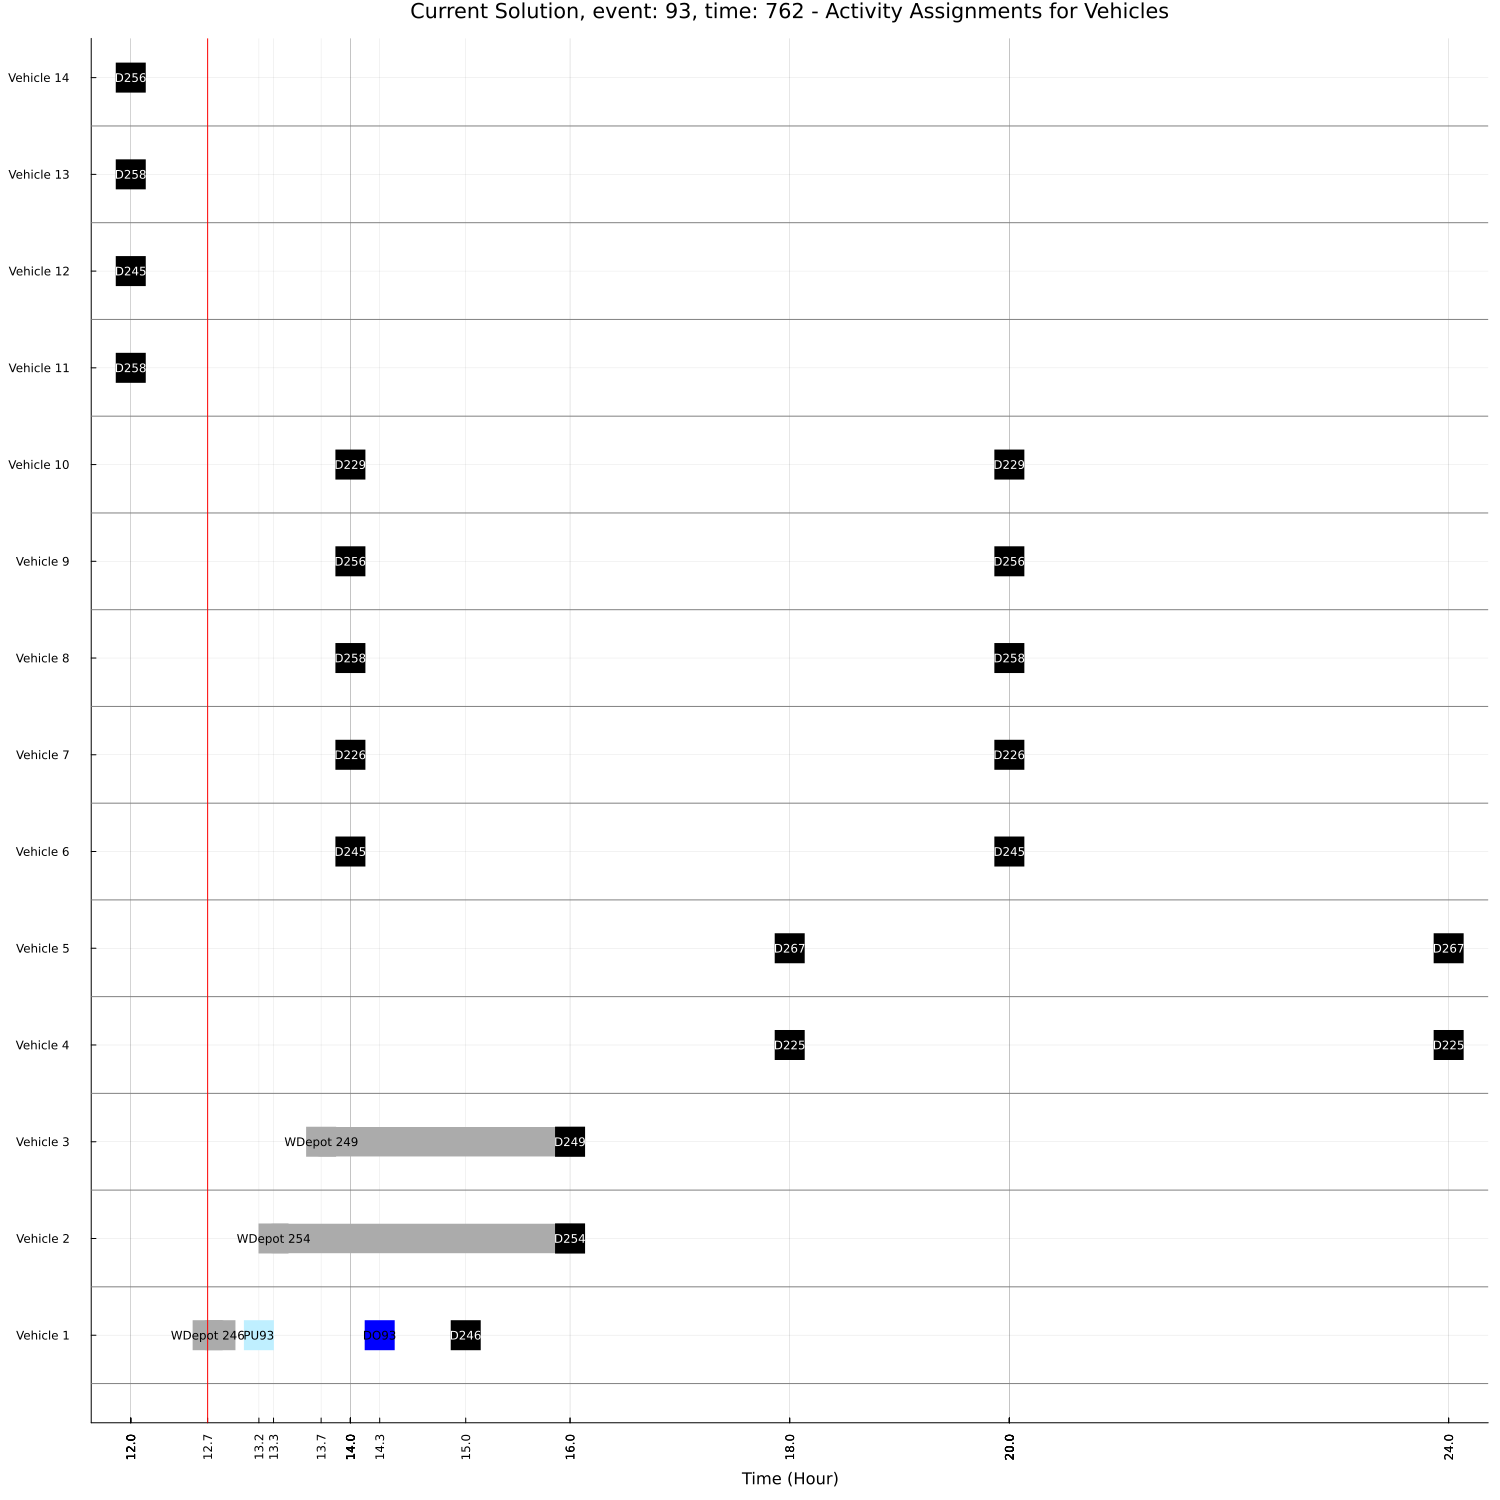 Current Solution, event: 93, time: 762 - Activity Assignments for Vehicles
Vehicle 14 D256
Vehicle 13 D258
Vehicle 12 D245
Vehicle 11 D258
Vehicle 10 D229 D229
Vehicle 9 D256 D256
Vehicle 8 D258 D258
Vehicle 7 D226 D226
Vehicle 6 D245 D245
Vehicle 5 D267 D267
Vehicle 4 D225 D225
Vehicle 3 WDepot 249 D249
Vehicle 2 WDepot 254 D254
Vehicle 1 WDepot 246 PU93 DO93 D246
12.0 12.7 13.2 13.3 13.7 14.0 14.3 15.0 16.0 18.0 20.0 24.0
Time (Hour)